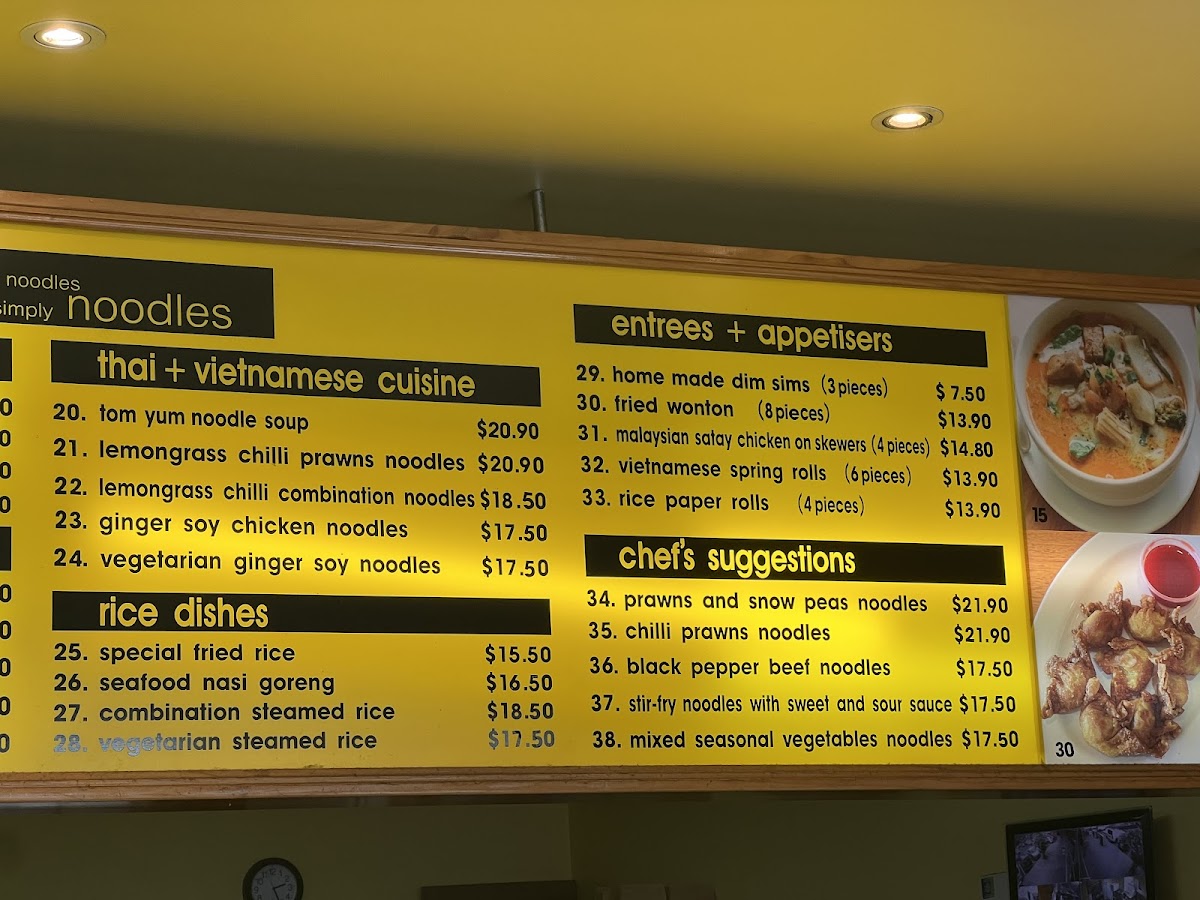 noodles
simply noodles
thai + vietnamese cuisine
20. tom yum noodle soup $20.90
21. lemongrass chilli prawns noodles $20.90
22. lemongrass chilli combination noodles $18.50
23. ginger soy chicken noodles $17.50
24. vegetarian ginger soy noodles $17.50
rice dishes
25. special fried rice $15.50
26. seafood nasi goreng $16.50
27. combination steamed rice $18.50
28. vegetarian steamed rice $17.50
entrees + appetisers
29. home made dim sims (3 pieces) $ 7.50
30. fried wonton (8 pieces) $13.90
31. malaysian satay chicken on skewers (4 pieces) $14.80
32. vietnamese spring rolls (6 pieces) $13.90
33. rice paper rolls (4 pieces) $13.90
chef's suggestions
34. prawns and snow peas noodles $21.90
35. chilli prawns noodles $21.90
36. black pepper beef noodles $17.50
37. stir-fry noodles with sweet and sour sauce $17.50
38. mixed seasonal vegetables noodles $17.50
15
30